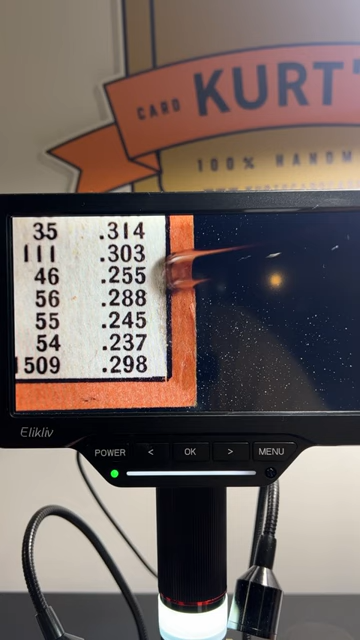 CARD KURT
100% HANDM
35 .314
111 .303
46 .255
56 .288
55 .245
54 .237
1509 .298
Elikliv
POWER < OK > MENU